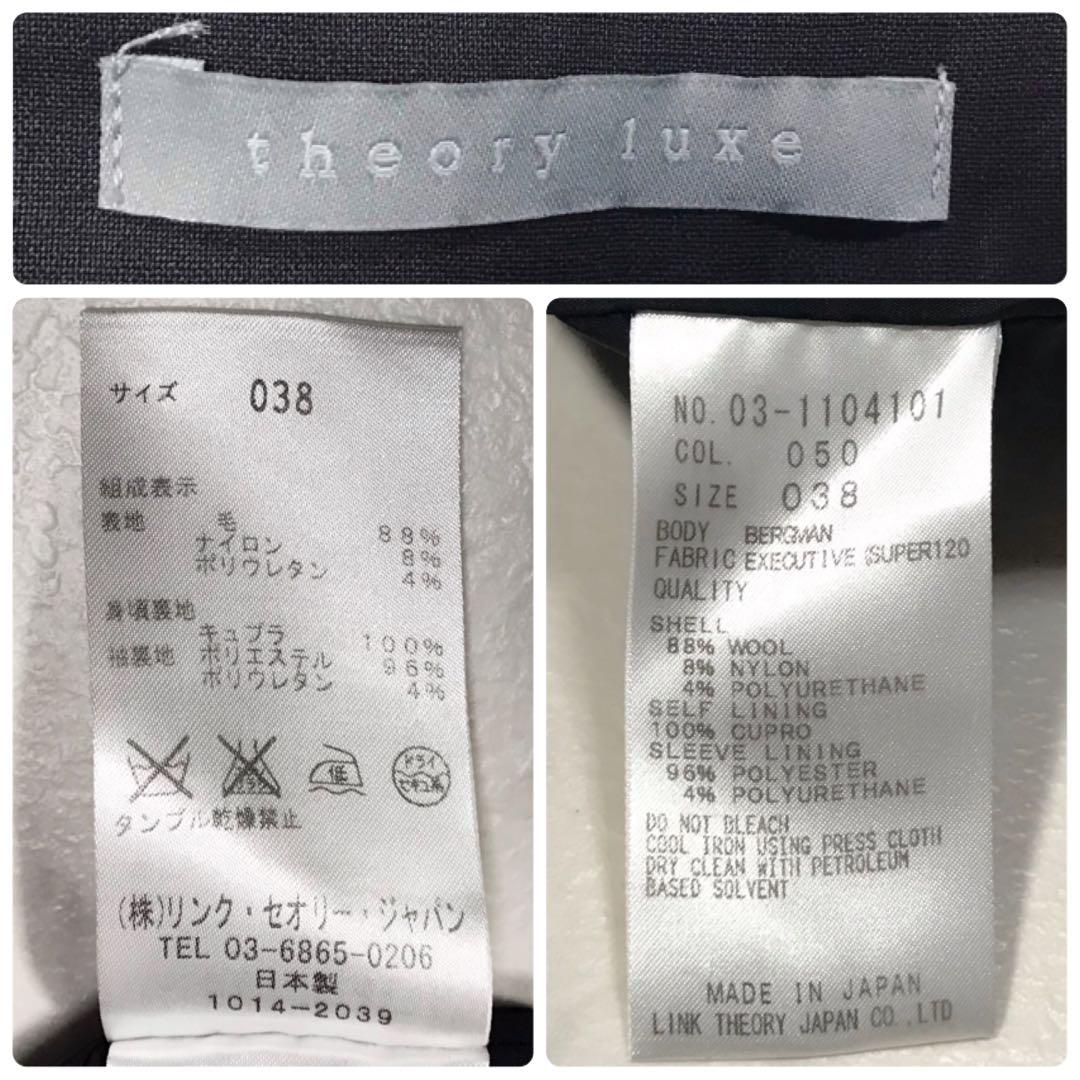 theory luxe
サイズ 038
組成表示
表地 毛 88%
ナイロン 8%
ポリウレタン 4%
身頃裏地
キュプラ 100%
袖裏地 ポリエステル 96%
ポリウレタン 4%
低 ドライ セキユ系
タンブル乾燥禁止
(株)リンク・セオリー・ジャパン
TEL 03-6865-0206
日本製
1014-2039
NO. 03-1104101
COL. 050
SIZE 038
BODY BERGMAN
FABRIC EXECUTIVE (SUPER120
QUALITY
SHELL
88% WOOL
8% NYLON
4% POLYURETHANE
SELF LINING
100% CUPRO
SLEEVE LINING
96% POLYESTER
4% POLYURETHANE
DO NOT BLEACH
COOL IRON USING PRESS CLOTH
DRY CLEAN WITH PETROLEUM
BASED SOLVENT
MADE IN JAPAN
LINK THEORY JAPAN CO.,LTD